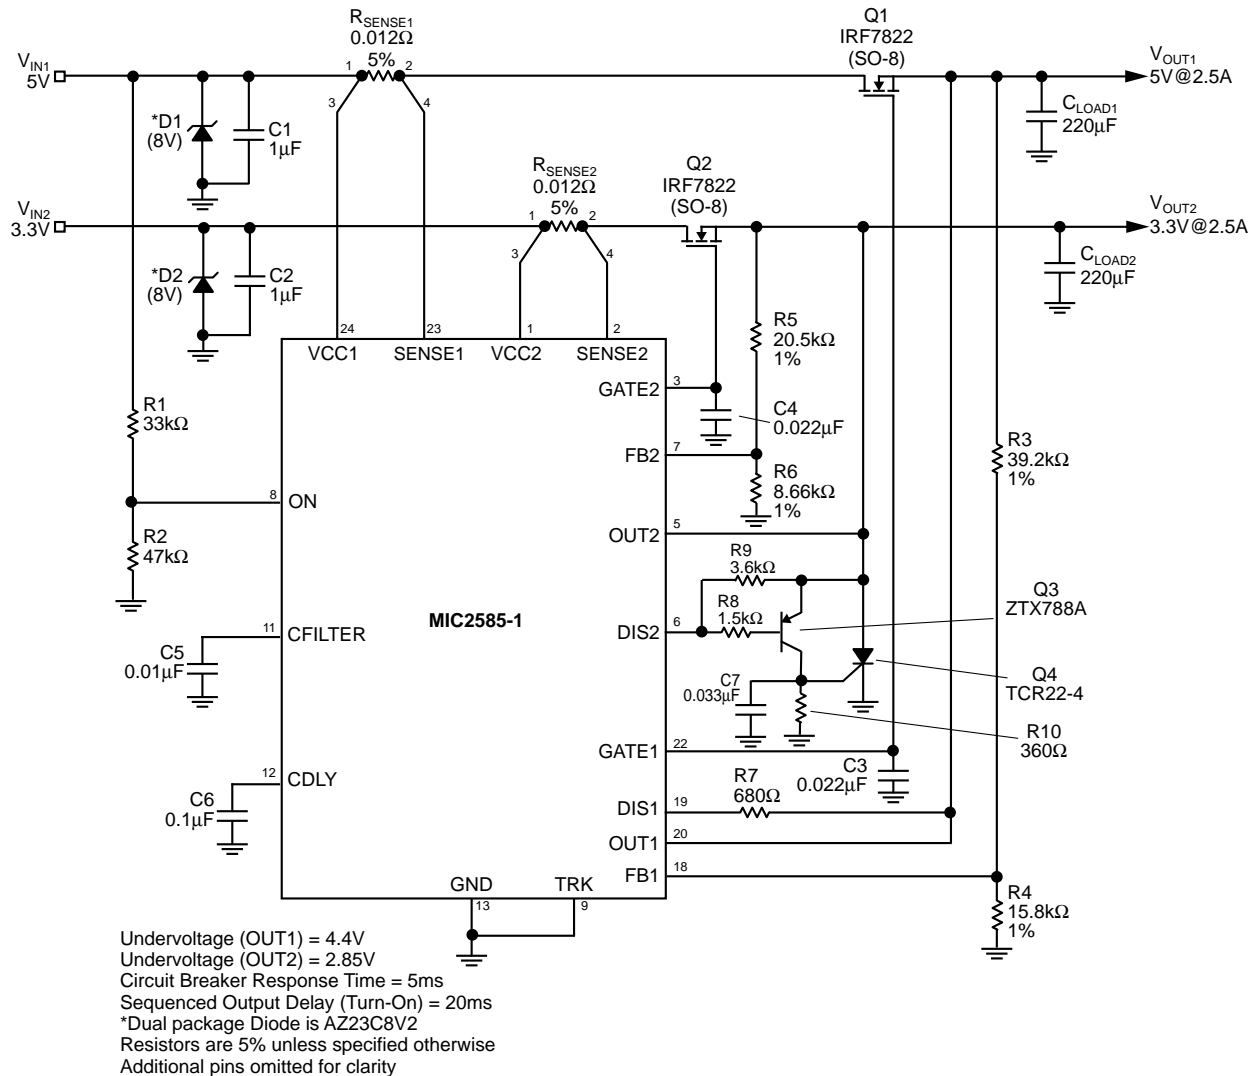 R_SENSE1
0.012Ω
5%
Q1
IRF7822
(SO-8)
V_IN1
5V
1
2
3
4
V_OUT1
5V@2.5A
*D1
(8V)
C1
1µF
C_LOAD1
220µF
R_SENSE2
0.012Ω
5%
Q2
IRF7822
(SO-8)
V_IN2
3.3V
1
2
3
4
V_OUT2
3.3V@2.5A
*D2
(8V)
C2
1µF
C_LOAD2
220µF
24
23
1
2
VCC1
SENSE1
VCC2
SENSE2
R5
20.5kΩ
1%
GATE2
3
C4
0.022µF
R1
33kΩ
R3
39.2kΩ
1%
FB2
7
R6
8.66kΩ
1%
8
ON
R2
47kΩ
OUT2
5
R9
3.6kΩ
R8
1.5kΩ
Q3
ZTX788A
MIC2585-1
DIS2
6
11
CFILTER
C5
0.01µF
C7
0.033µF
Q4
TCR22-4
R10
360Ω
GATE1
22
C3
0.022µF
12
CDLY
C6
0.1µF
R7
680Ω
DIS1
19
OUT1
20
FB1
18
GND
TRK
13
9
R4
15.8kΩ
1%
Undervoltage (OUT1) = 4.4V
Undervoltage (OUT2) = 2.85V
Circuit Breaker Response Time = 5ms
Sequenced Output Delay (Turn-On) = 20ms
*Dual package Diode is AZ23C8V2
Resistors are 5% unless specified otherwise
Additional pins omitted for clarity